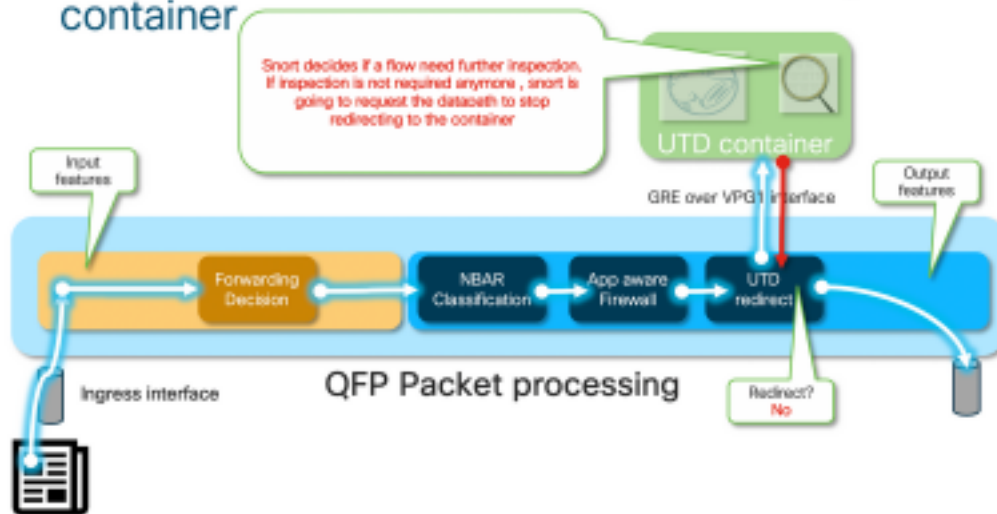 container
Snort decides if a flow need further inspection.
If inspection is not required anymore , snort is
going to request the datapath to stop
redirecting to the container
UTD container
Input
features
Output
features
GRE over VPG1 interface
Forwarding
Decision
NBAR
Classification
App aware
Firewall
UTD
redirect
Ingress interface
QFP Packet processing
Redirect?
No